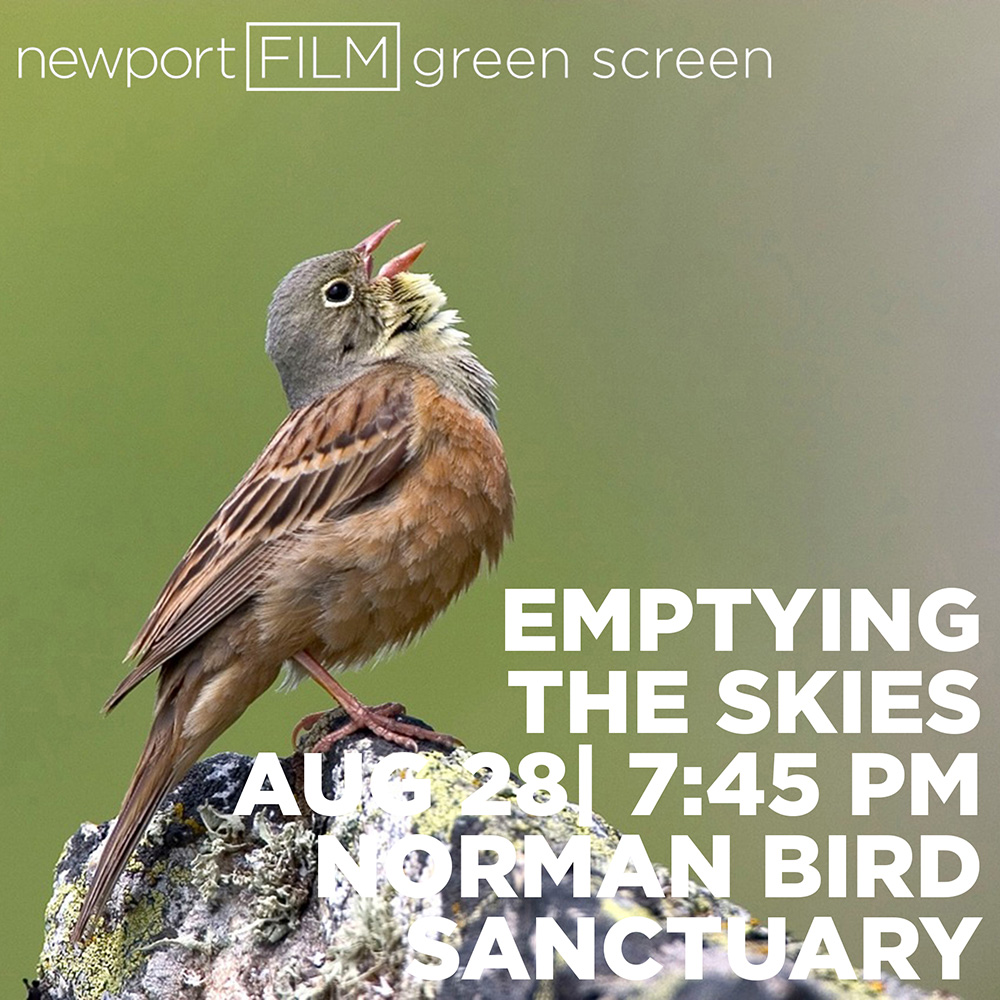 newport FILM green screen
EMPTYING
THE SKIES
AUG 28| 7:45 PM
NORMAN BIRD
SANCTUARY